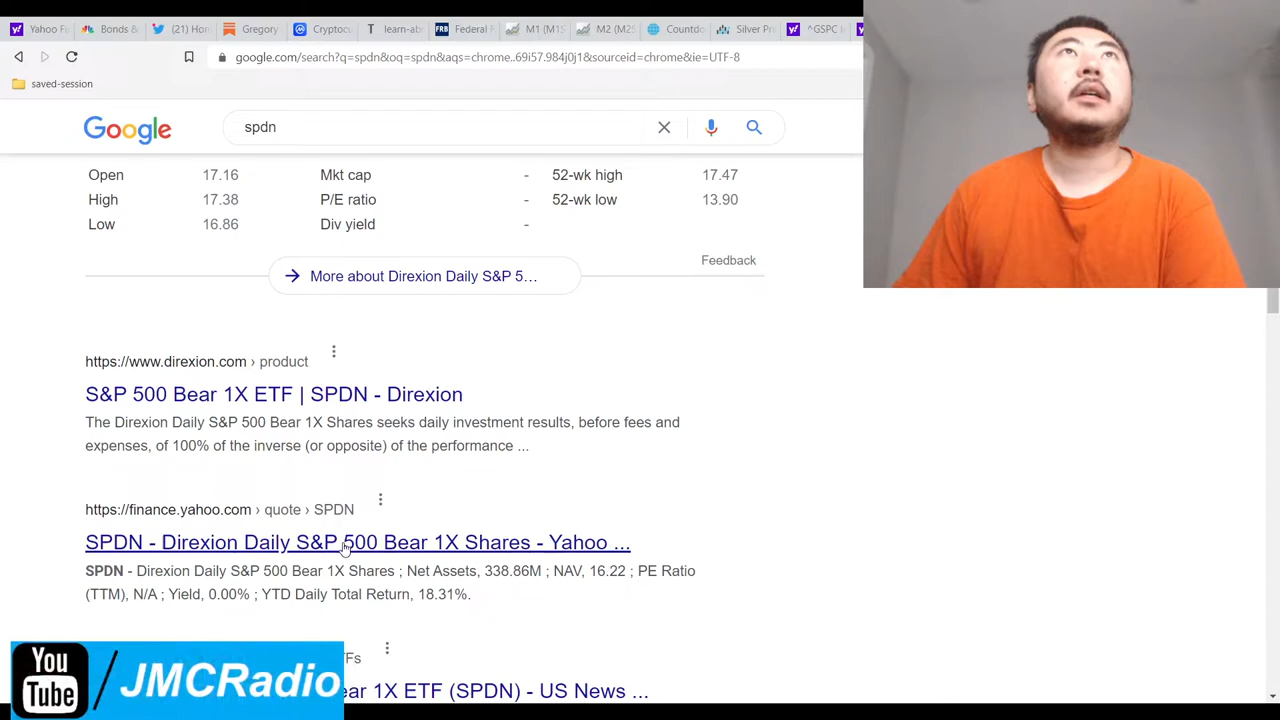 Yahoo Fi
Bonds &
(21) Ho
Gregory
Cryptoc
learn-ab
Federal
M1 (M1
M2 (M2
Countdo
Silver Pr
^GSPC
google.com/search?q=spdn&oq=spdn&aqs=chrome..69i57.984j0j1&sourceid=chrome&ie=UTF-8
saved-session
Google
spdn
Open 17.16 Mkt cap - 52-wk high 17.47
High 17.38 P/E ratio - 52-wk low 13.90
Low 16.86 Div yield -
Feedback
More about Direxion Daily S&P 5…
https://www.direxion.com › product
S&P 500 Bear 1X ETF | SPDN - Direxion
The Direxion Daily S&P 500 Bear 1X Shares seeks daily investment results, before fees and
expenses, of 100% of the inverse (or opposite) of the performance ...
https://finance.yahoo.com › quote › SPDN
SPDN - Direxion Daily S&P 500 Bear 1X Shares - Yahoo ...
SPDN - Direxion Daily S&P 500 Bear 1X Shares ; Net Assets, 338.86M ; NAV, 16.22 ; PE Ratio
(TTM), N/A ; Yield, 0.00% ; YTD Daily Total Return, 18.31%.
TFs
ear 1X ETF (SPDN) - US News ...
You
Tube
/JMCRadio